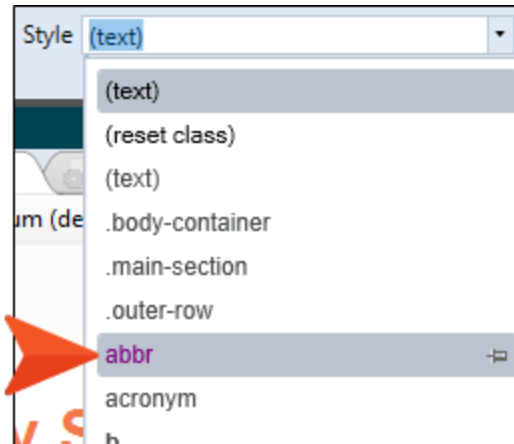 Style (text)
(text)
(reset class)
(text)
um (de
.body-container
.main-section
.outer-row
abbr
acronym
b